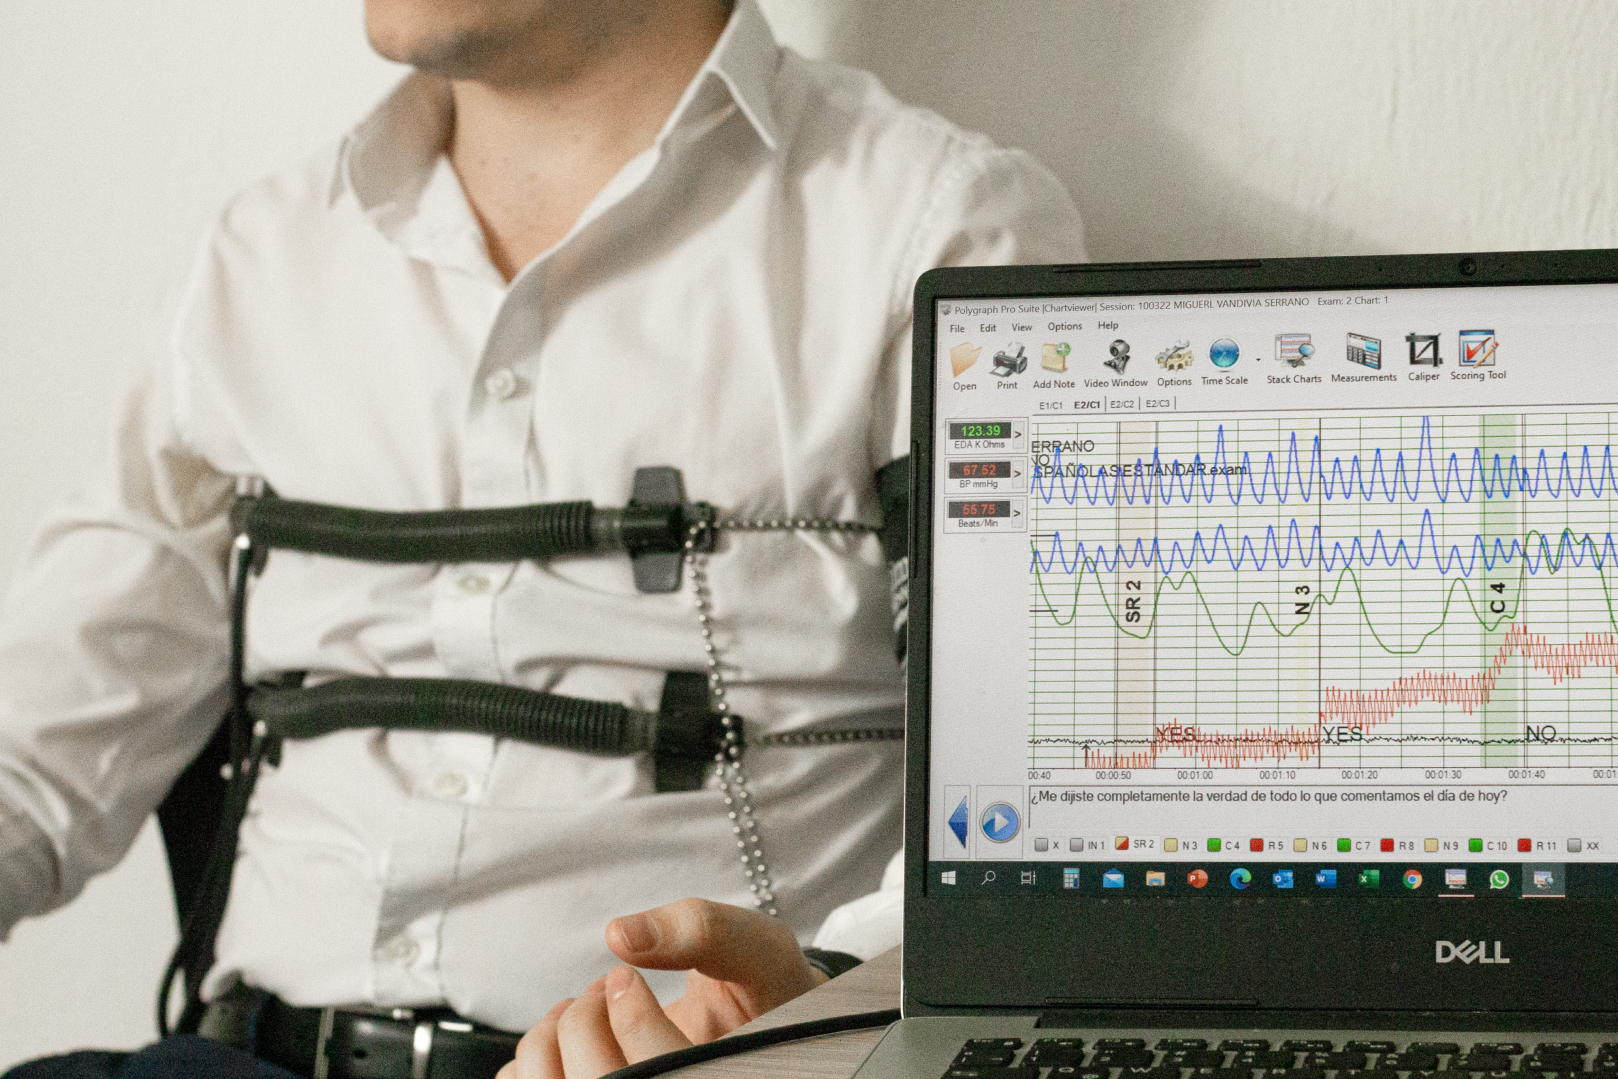 Polygraph Pro Suite |Chartviewer| Session: 100322 MIGUERL VANDIVIA SERRANO Exam: 2 Chart: 1
File Edit View Options Help
Open Print Add Note Video Window Options Time Scale Stack Charts Measurements Caliper Scoring Tool
E1/C1 E2/C1 E2/C2 E2/C3
123.39 >
EDA K Ohms
67.52 >
BP mmHg
55.75 >
Beats/Min
ERRANO
NO
SPAÑOLAS ESTANDAR.exam
SR 2
N 3
C 4
YES YES NO
00:40 00:00:50 00:01:00 00:01:10 00:01:20 00:01:30 00:01:40 00:01
¿Me dijiste completamente la verdad de todo lo que comentamos el día de hoy?
X IN 1 SR 2 N 3 C 4 R 5 N 6 C 7 R 8 N 9 C 10 R 11 XX
DELL